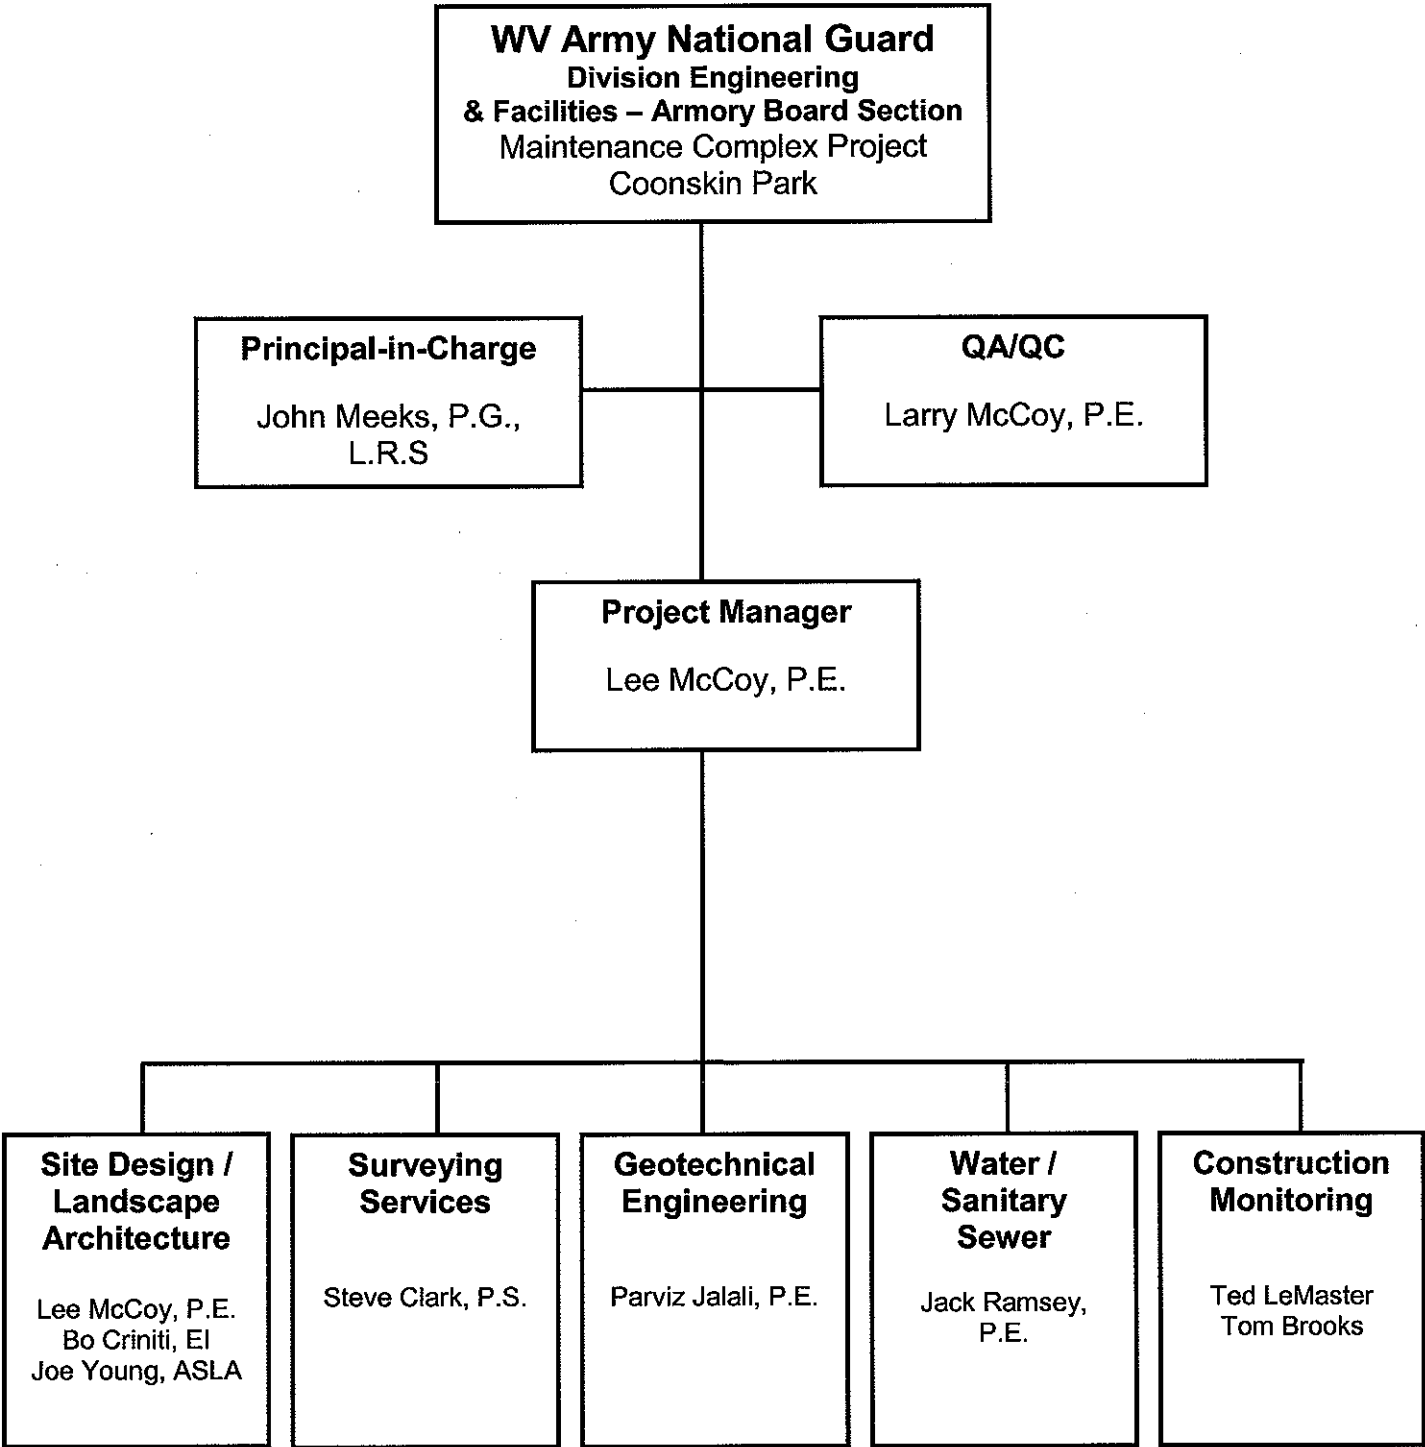 WV Army National Guard
Division Engineering
& Facilities – Armory Board Section
Maintenance Complex Project
Coonskin Park
Principal-in-Charge
John Meeks, P.G.,
L.R.S
QA/QC
Larry McCoy, P.E.
Project Manager
Lee McCoy, P.E.
Site Design /
Landscape
Architecture
Lee McCoy, P.E.
Bo Criniti, EI
Joe Young, ASLA
Surveying
Services
Steve Clark, P.S.
Geotechnical
Engineering
Parviz Jalali, P.E.
Water /
Sanitary
Sewer
Jack Ramsey,
P.E.
Construction
Monitoring
Ted LeMaster
Tom Brooks